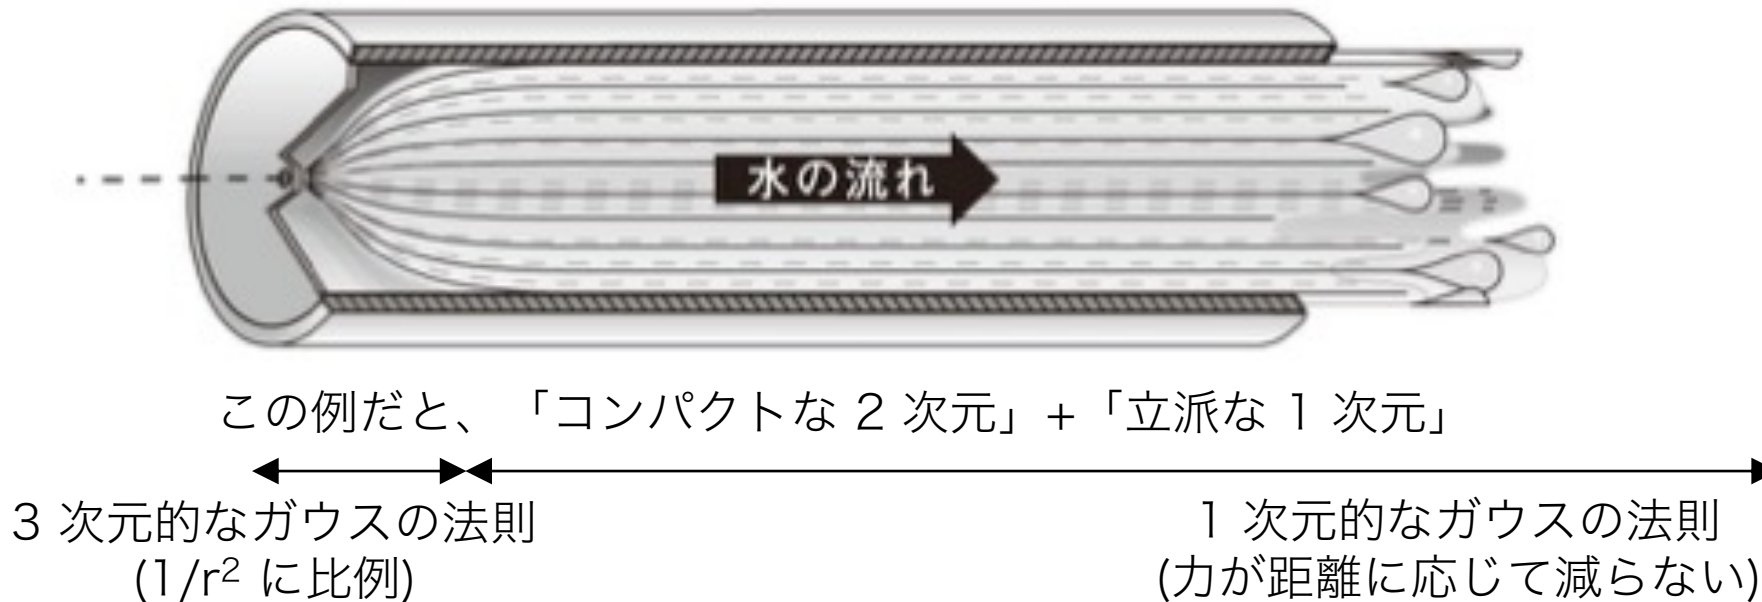 水の流れ
この例だと、「コンパクトな 2 次元」+「立派な 1 次元」
3 次元的なガウスの法則
(1/r² に比例)
1 次元的なガウスの法則
(力が距離に応じて減らない)